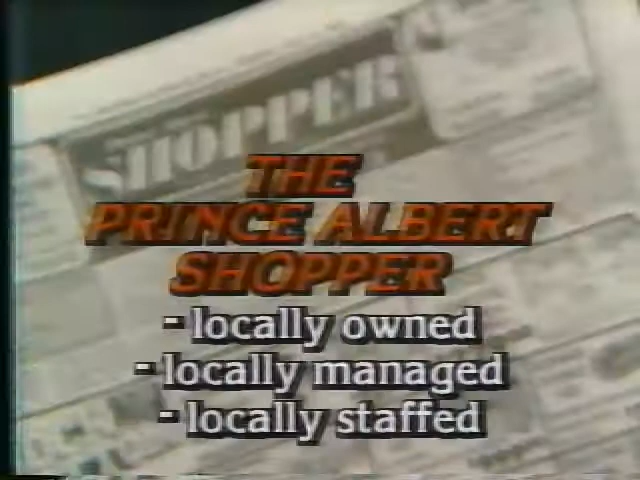 SHOPPER
THE
PRINCE ALBERT
SHOPPER
- locally owned
- locally managed
- locally staffed